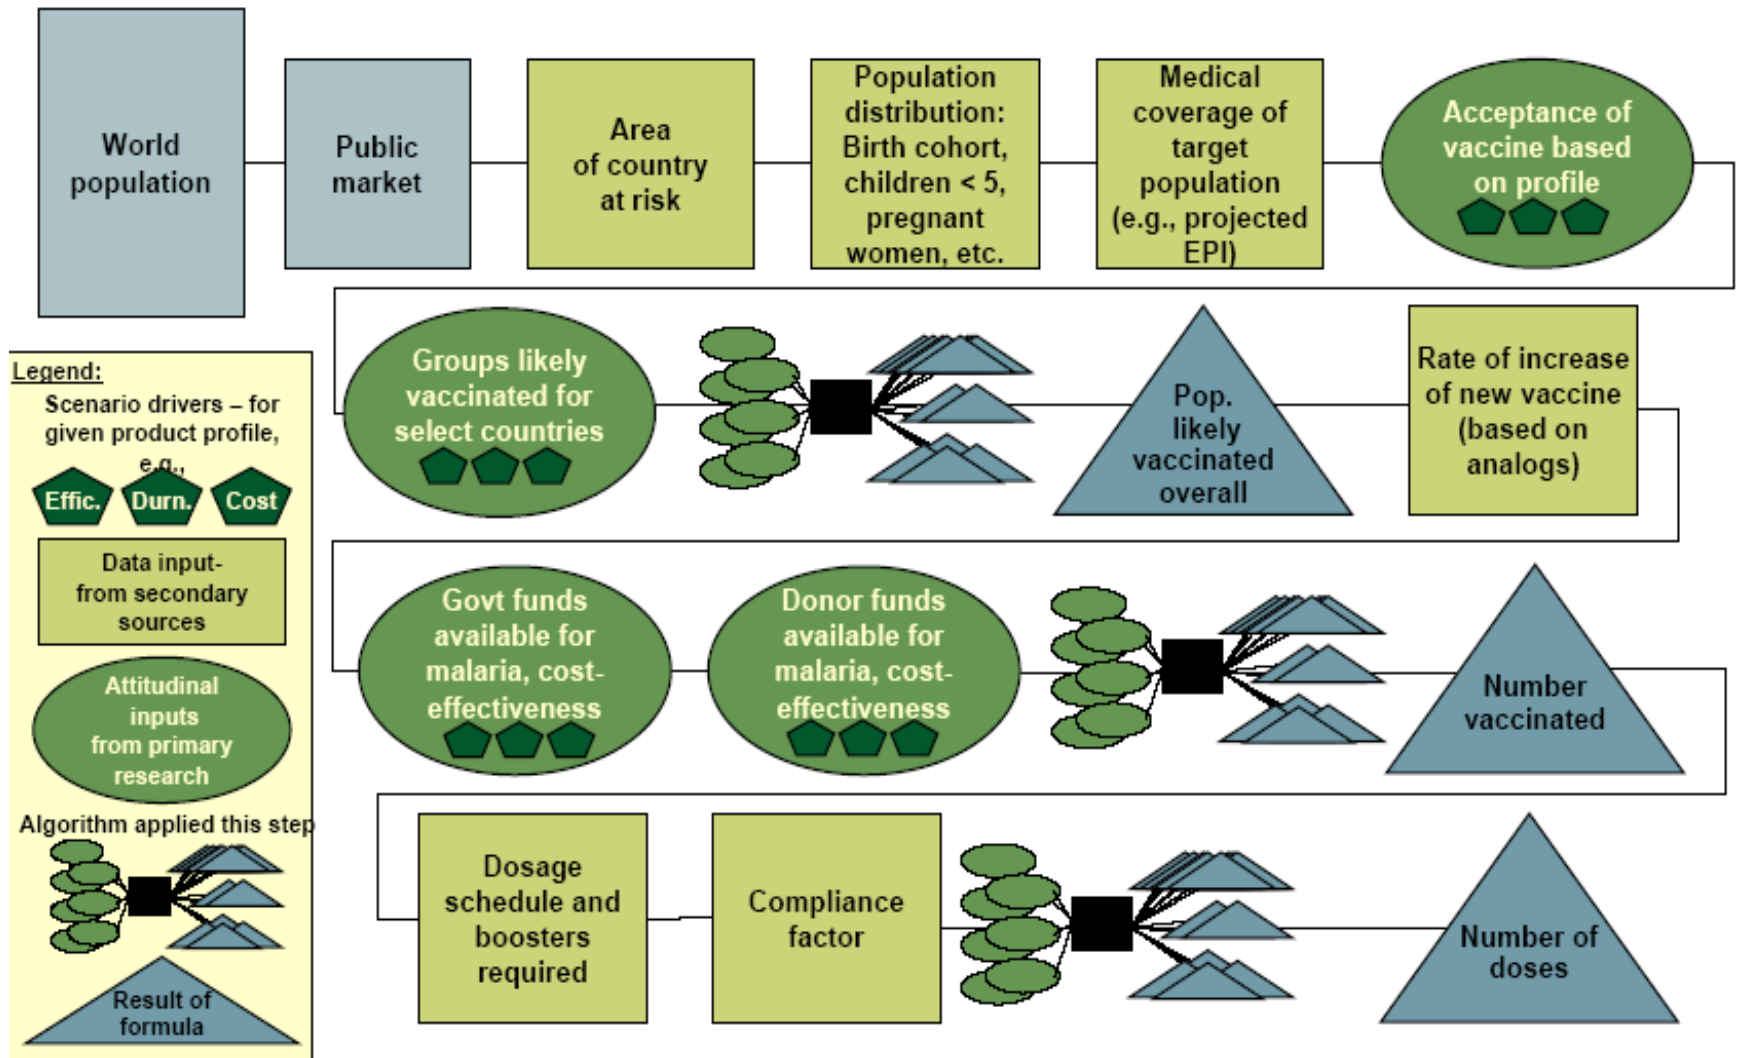 World
population
Public
market
Area
of country
at risk
Population
distribution:
Birth cohort,
children < 5,
pregnant
women, etc.
Medical
coverage of
target
population
(e.g., projected
EPI)
Acceptance of
vaccine based
on profile
Groups likely
vaccinated for
select countries
Pop.
likely
vaccinated
overall
Rate of increase
of new vaccine
(based on
analogs)
Govt funds
available for
malaria, cost-
effectiveness
Donor funds
available for
malaria, cost-
effectiveness
Number
vaccinated
Dosage
schedule and
boosters
required
Compliance
factor
Number of
doses
Legend:
Scenario drivers – for
given product profile,
e.g.,
Effic.
Durn.
Cost
Data input-
from secondary
sources
Attitudinal
inputs
from primary
research
Algorithm applied this step
Result of
formula